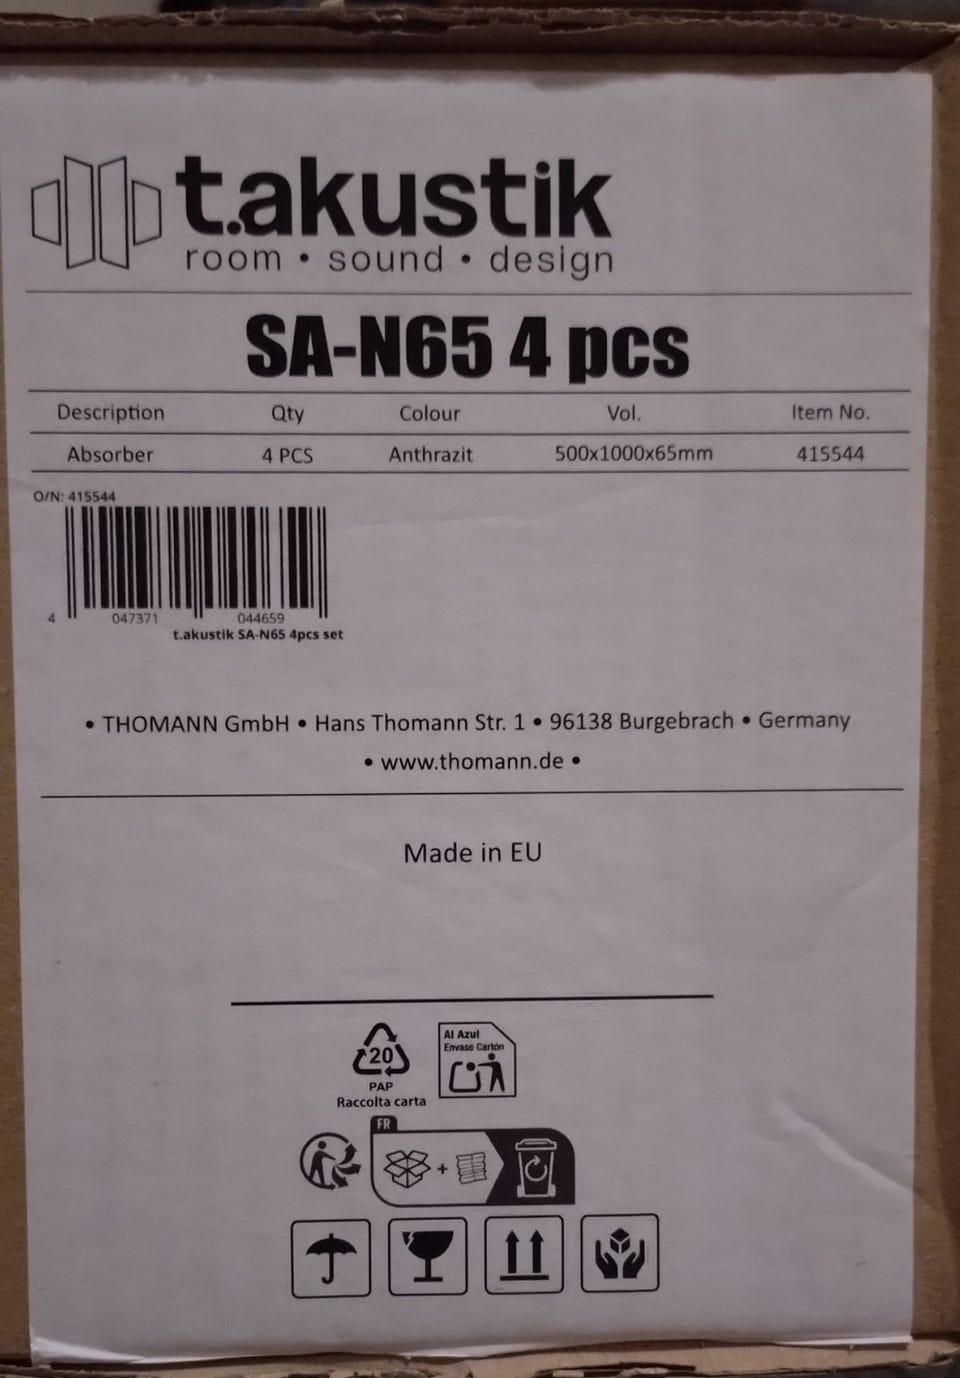 t.akustik
room • sound • design
SA-N65 4 pcs
Description Qty Colour Vol. Item No.
Absorber 4 PCS Anthrazit 500x1000x65mm 415544
O/N: 415544
4 047371 044659
t.akustik SA-N65 4pcs set
• THOMANN GmbH • Hans Thomann Str. 1 • 96138 Burgebrach • Germany
• www.thomann.de •
Made in EU
20
PAP
Raccolta carta
Al Azul
Envase Cartón
FR
+